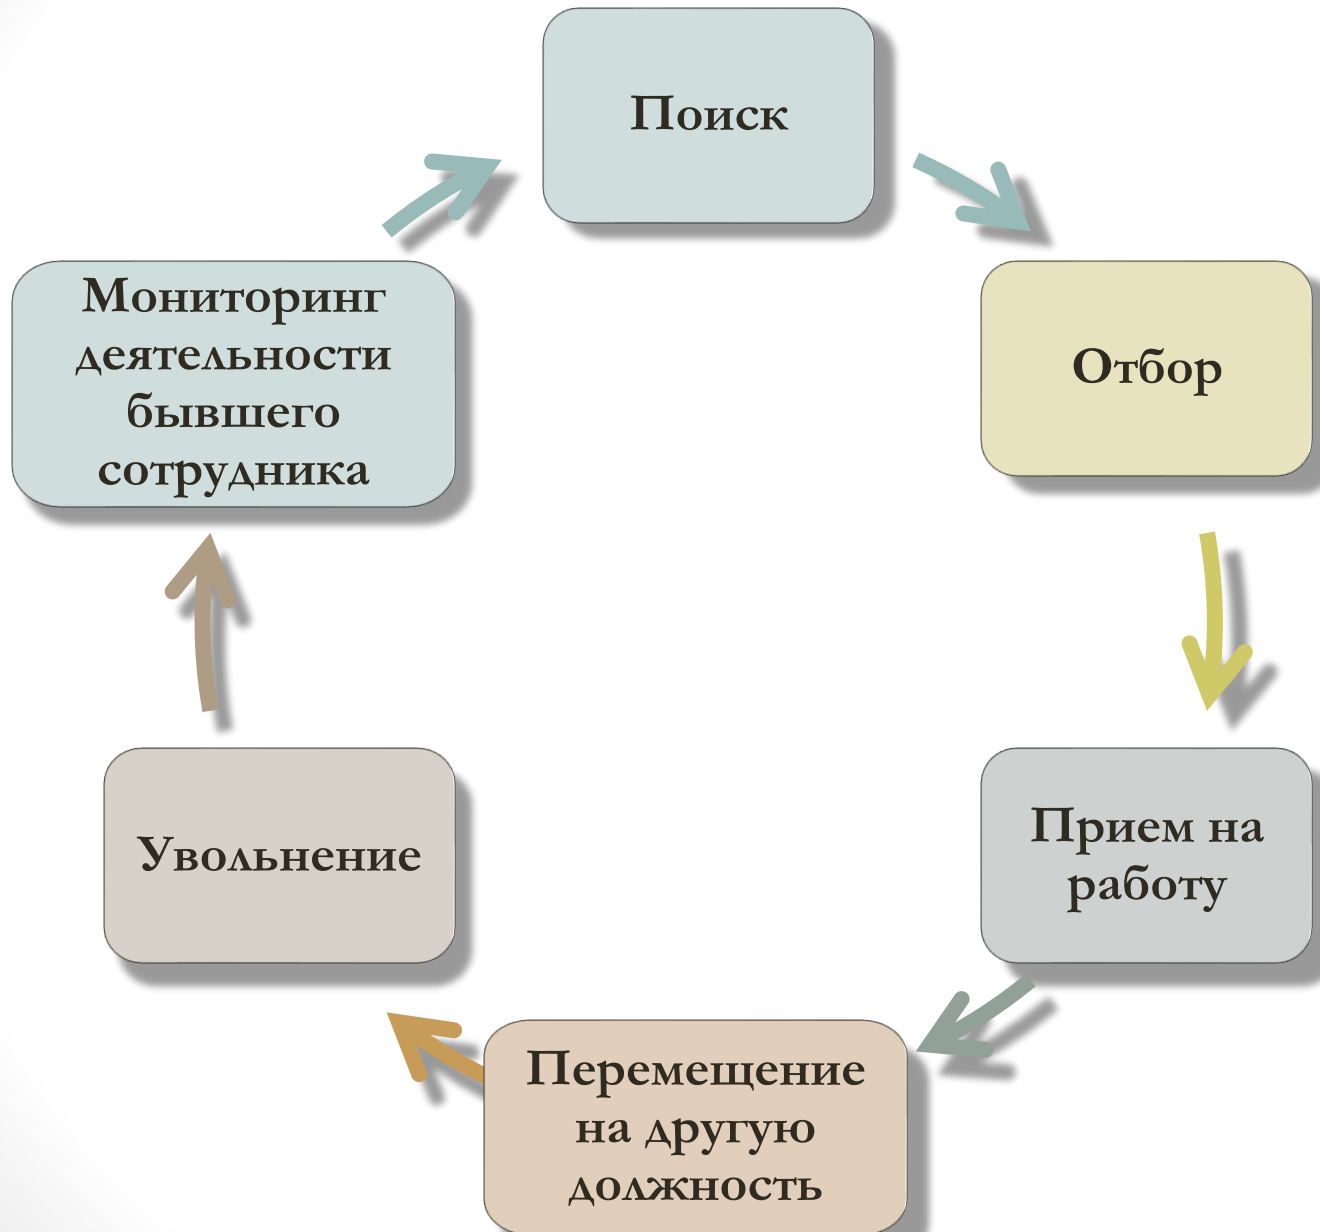 Поиск
Отбор
Прием на
работу
Перемещение
на другую
должность
Увольнение
Мониторинг
деятельности
бывшего
сотрудника